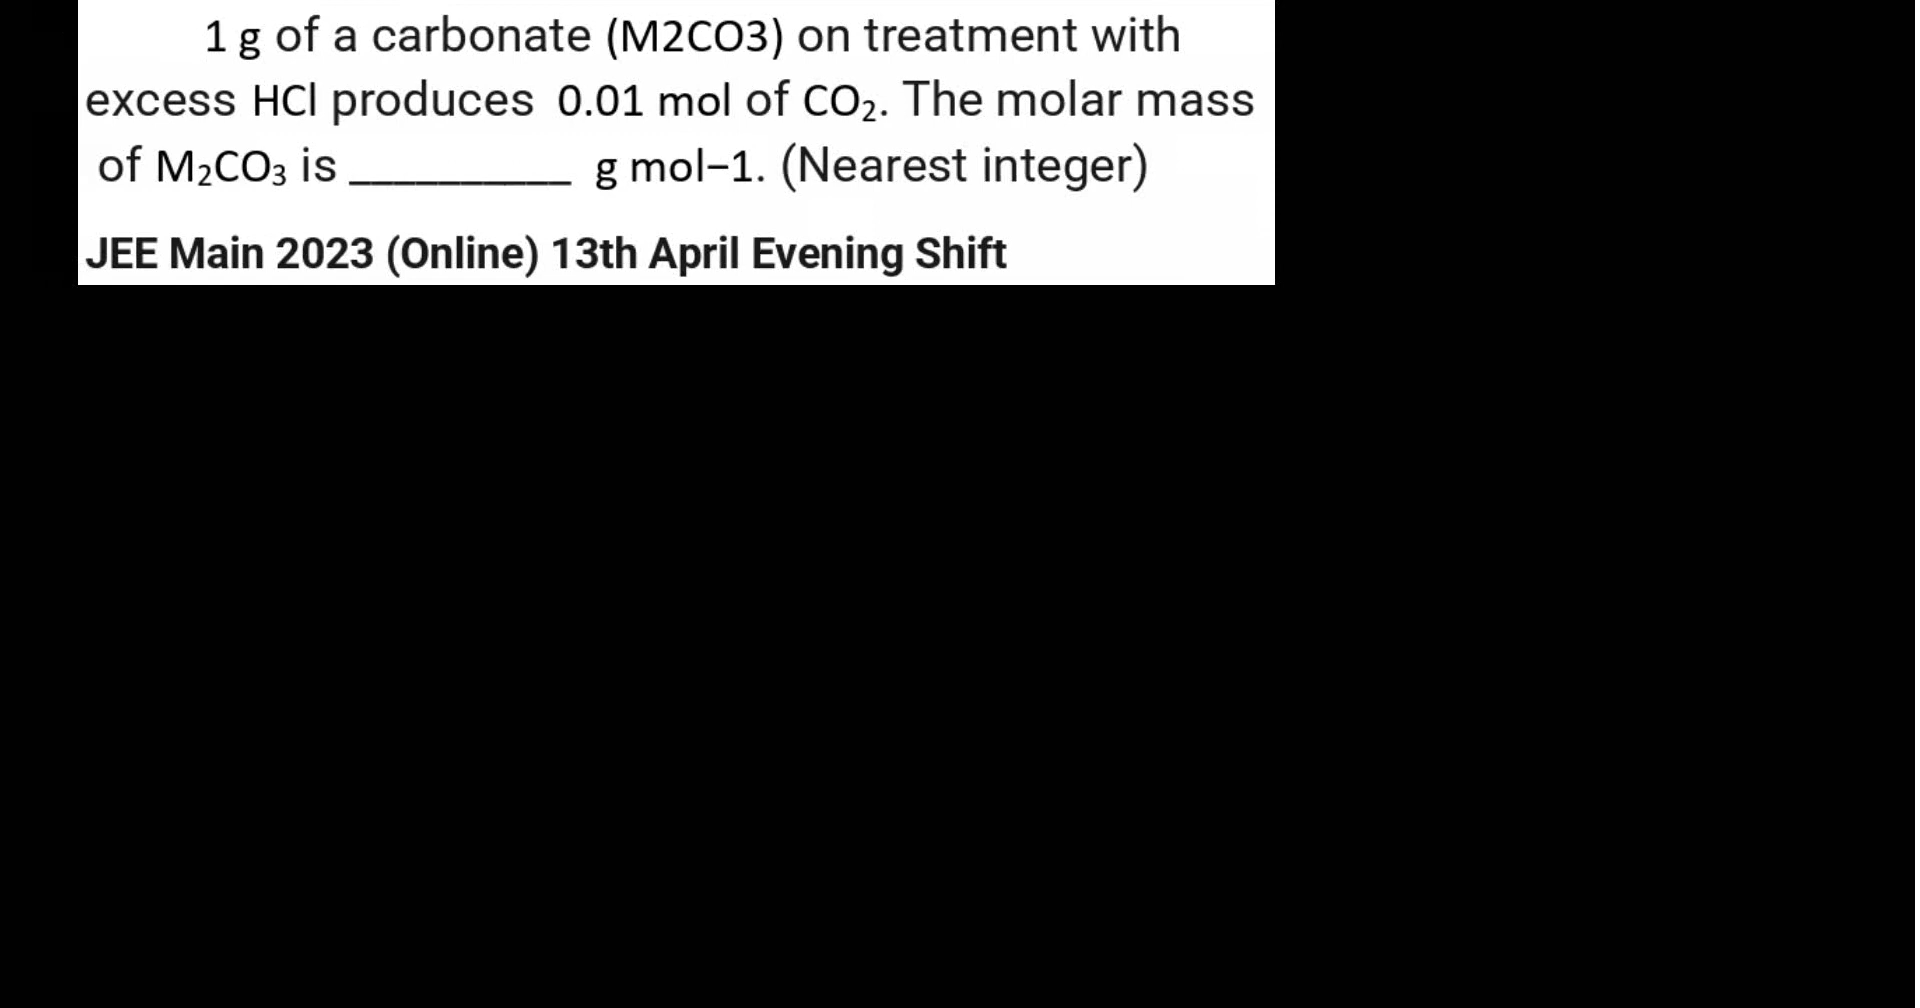 1 g of a carbonate (M2CO3) on treatment with
excess HCl produces 0.01 mol of CO₂. The molar mass
of M₂CO₃ is __________ g mol−1. (Nearest integer)
JEE Main 2023 (Online) 13th April Evening Shift